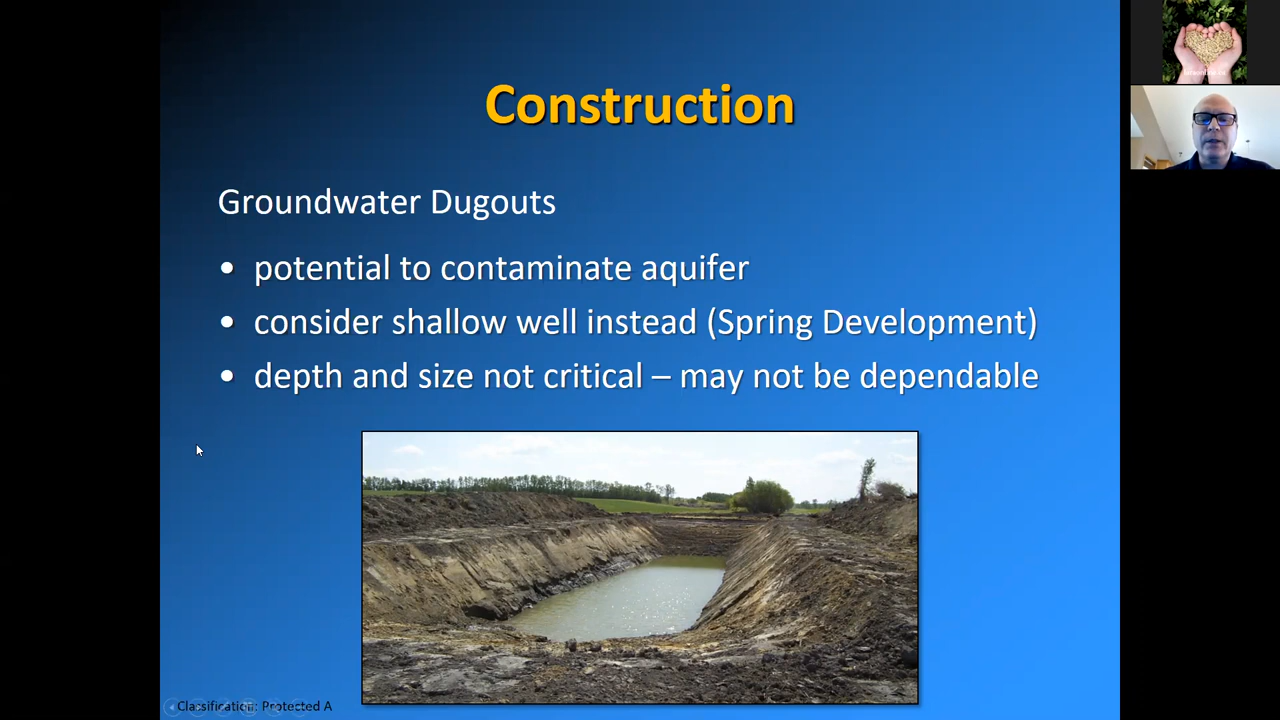 Construction
Groundwater Dugouts
• potential to contaminate aquifer
• consider shallow well instead (Spring Development)
• depth and size not critical – may not be dependable
Classification: Protected A